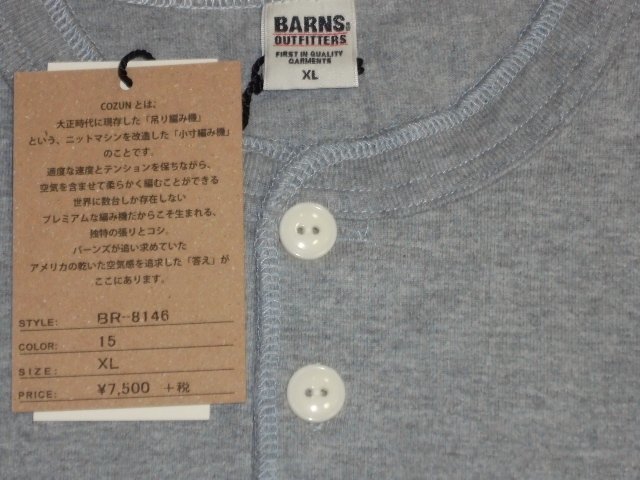 BARNS
OUTFITTERS
FIRST IN QUALITY
GARMENTS
XL
COZUN とは、
大正時代に現存した「吊り編み機」
という、ニットマシンを改造した「小寸編み機」
のことです。
適度な速度とテンションを保ちながら、
空気を含ませて柔らかく編むことができる
世界に数台しか存在しない
プレミアムな編み機だからこそ生まれる、
独特の張りとコシ。
バーンズが追い求めていた
アメリカの乾いた空気感を追求した「答え」が
ここにあります。
STYLE: BR-8146
COLOR: 15
SIZE: XL
PRICE: ¥7,500 +税